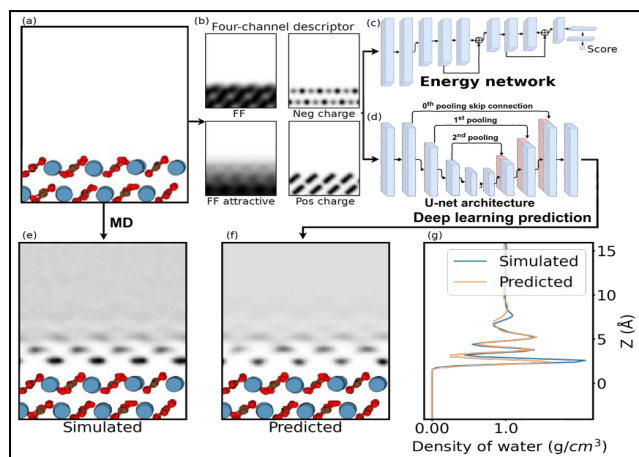 (a)
(b)
Four-channel descriptor
FF
Neg charge
FF attractive
Pos charge
(c)
Score
Energy network
(d)
0th pooling skip connection
1st pooling
2nd pooling
U-net architecture
Deep learning prediction
MD
(e)
Simulated
(f)
Predicted
(g)
Simulated
Predicted
15
10
5
0
Z (Å)
0.00
1.0
Density of water (g/cm³)